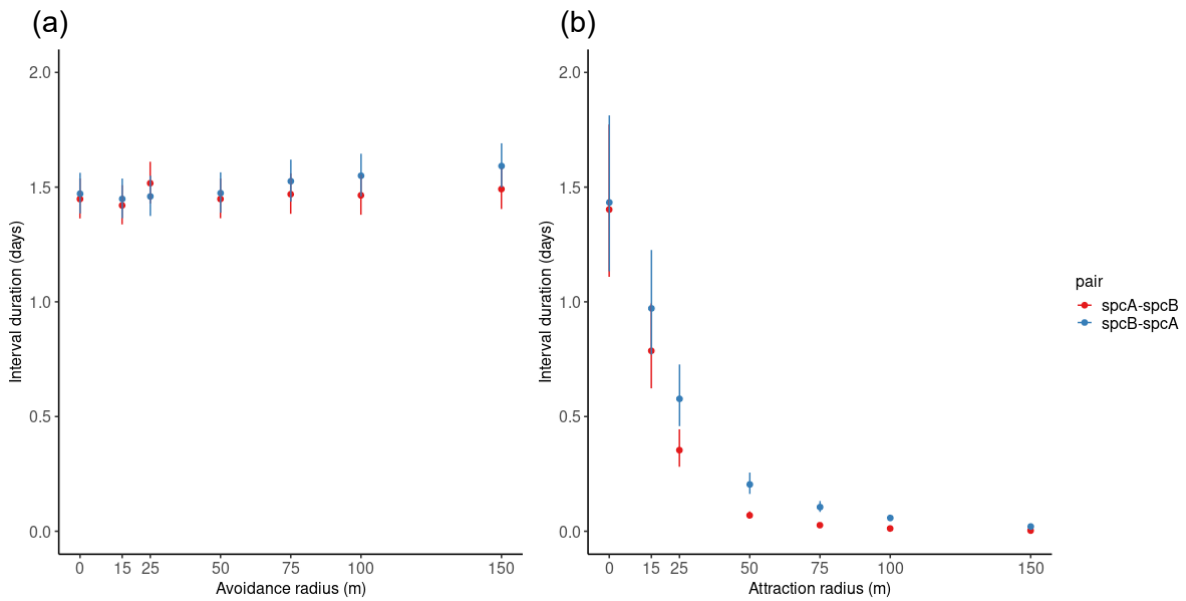 (a)
(b)
2.0
1.5
1.0
0.5
0.0
0 15 25 50 75 100 150
Avoidance radius (m)
Interval duration (days)
2.0
1.5
1.0
0.5
0.0
0 15 25 50 75 100 150
Attraction radius (m)
Interval duration (days)
pair
spcA-spcB
spcB-spcA